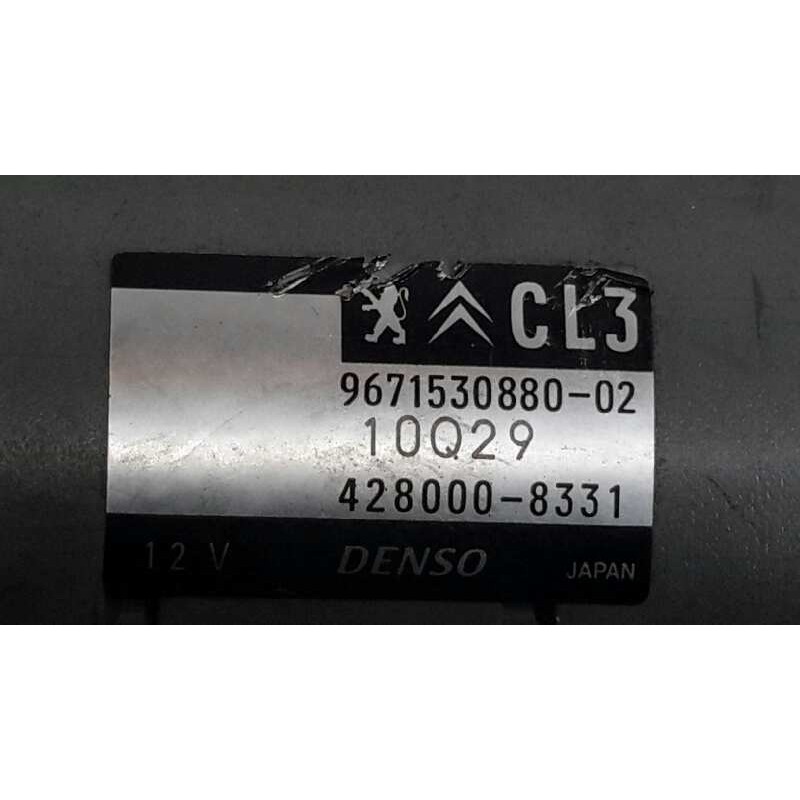 CL3
9671530880-02
10Q29
428000-8331
12 V DENSO JAPAN